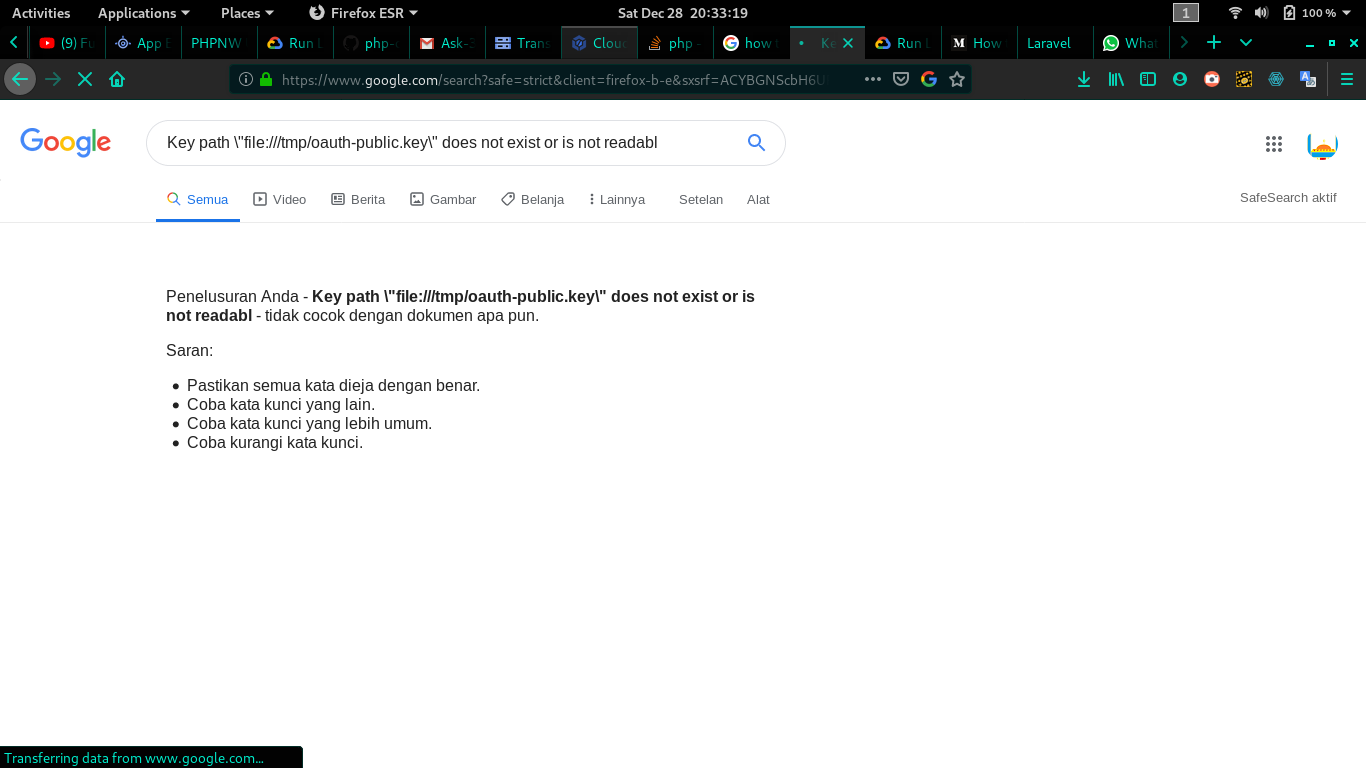 Activities Applications Places Firefox ESR Sat Dec 28 20:33:19 1 100 %
(9) Fu App E PHPNW Run L php-c Gmail Ask-3 Trans Cloud php - how t Ke Run L M How Laravel What
https://www.google.com/search?safe=strict&client=firefox-b-e&sxsrf=ACYBGNScbH6U
Google Key path \"file:///tmp/oauth-public.key\" does not exist or is not readabl
Semua Video Berita Gambar Belanja Lainnya Setelan Alat SafeSearch aktif
Penelusuran Anda - Key path \"file:///tmp/oauth-public.key\" does not exist or is
not readabl - tidak cocok dengan dokumen apa pun.
Saran:
Pastikan semua kata dieja dengan benar.
Coba kata kunci yang lain.
Coba kata kunci yang lebih umum.
Coba kurangi kata kunci.
Transferring data from www.google.com...